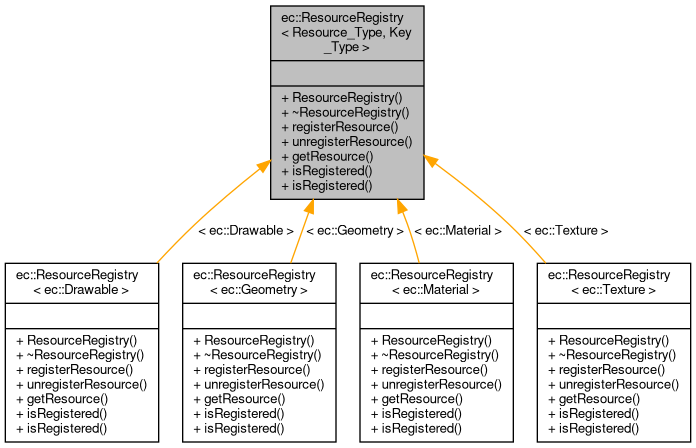 ec::ResourceRegistry
< Resource_Type, Key
_Type >
+ ResourceRegistry()
+ ~ResourceRegistry()
+ registerResource()
+ unregisterResource()
+ getResource()
+ isRegistered()
+ isRegistered()
< ec::Drawable >
< ec::Geometry >
< ec::Material >
< ec::Texture >
ec::ResourceRegistry
< ec::Drawable >
+ ResourceRegistry()
+ ~ResourceRegistry()
+ registerResource()
+ unregisterResource()
+ getResource()
+ isRegistered()
+ isRegistered()
ec::ResourceRegistry
< ec::Geometry >
+ ResourceRegistry()
+ ~ResourceRegistry()
+ registerResource()
+ unregisterResource()
+ getResource()
+ isRegistered()
+ isRegistered()
ec::ResourceRegistry
< ec::Material >
+ ResourceRegistry()
+ ~ResourceRegistry()
+ registerResource()
+ unregisterResource()
+ getResource()
+ isRegistered()
+ isRegistered()
ec::ResourceRegistry
< ec::Texture >
+ ResourceRegistry()
+ ~ResourceRegistry()
+ registerResource()
+ unregisterResource()
+ getResource()
+ isRegistered()
+ isRegistered()